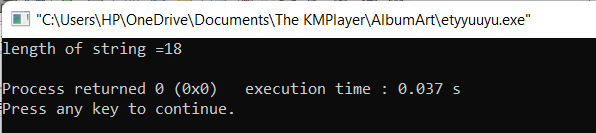 "C:\Users\HP\OneDrive\Documents\The KMPlayer\AlbumArt\etyyuuyu.exe"
length of string =18
Process returned 0 (0x0)   execution time : 0.037 s
Press any key to continue.